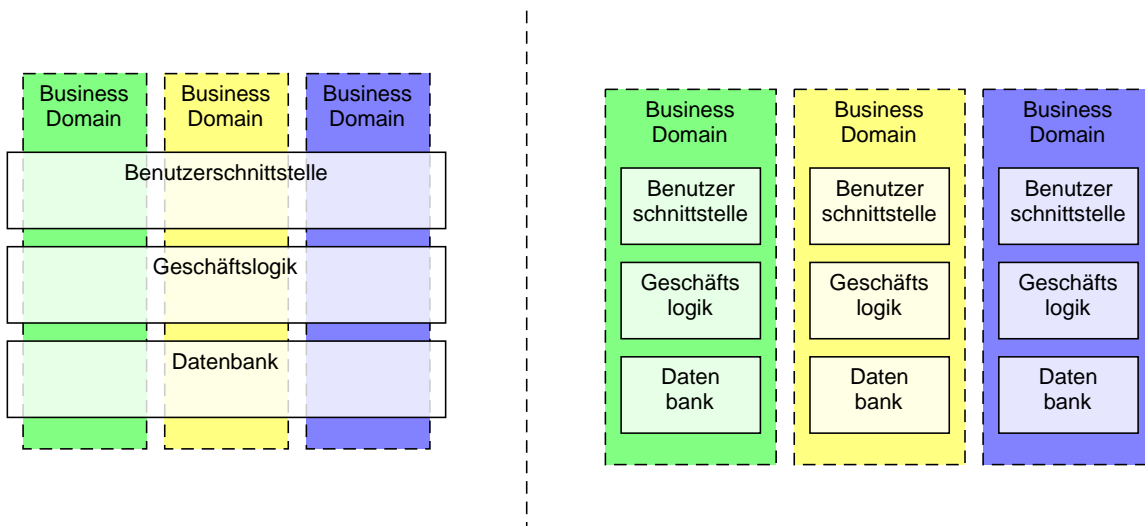 Business
Domain
Business
Domain
Business
Domain
Benutzerschnittstelle
Geschäftslogik
Datenbank
Business
Domain
Benutzer
schnittstelle
Geschäfts
logik
Daten
bank
Business
Domain
Benutzer
schnittstelle
Geschäfts
logik
Daten
bank
Business
Domain
Benutzer
schnittstelle
Geschäfts
logik
Daten
bank